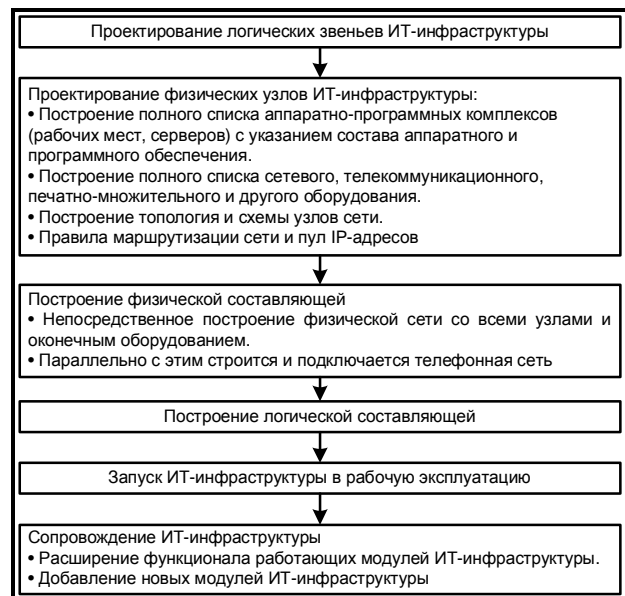 Проектирование логических звеньев ИТ-инфраструктуры
Проектирование физических узлов ИТ-инфраструктуры:
• Построение полного списка аппаратно-программных комплексов
(рабочих мест, серверов) с указанием состава аппаратного и
программного обеспечения.
• Построение полного списка сетевого, телекоммуникационного,
печатно-множительного и другого оборудования.
• Построение топология и схемы узлов сети.
• Правила маршрутизации сети и пул IP-адресов
Построение физической составляющей
• Непосредственное построение физической сети со всеми узлами и
оконечным оборудованием.
• Параллельно с этим строится и подключается телефонная сеть
Построение логической составляющей
Запуск ИТ-инфраструктуры в рабочую эксплуатацию
Сопровождение ИТ-инфраструктуры
• Расширение функционала работающих модулей ИТ-инфраструктуры.
• Добавление новых модулей ИТ-инфраструктуры